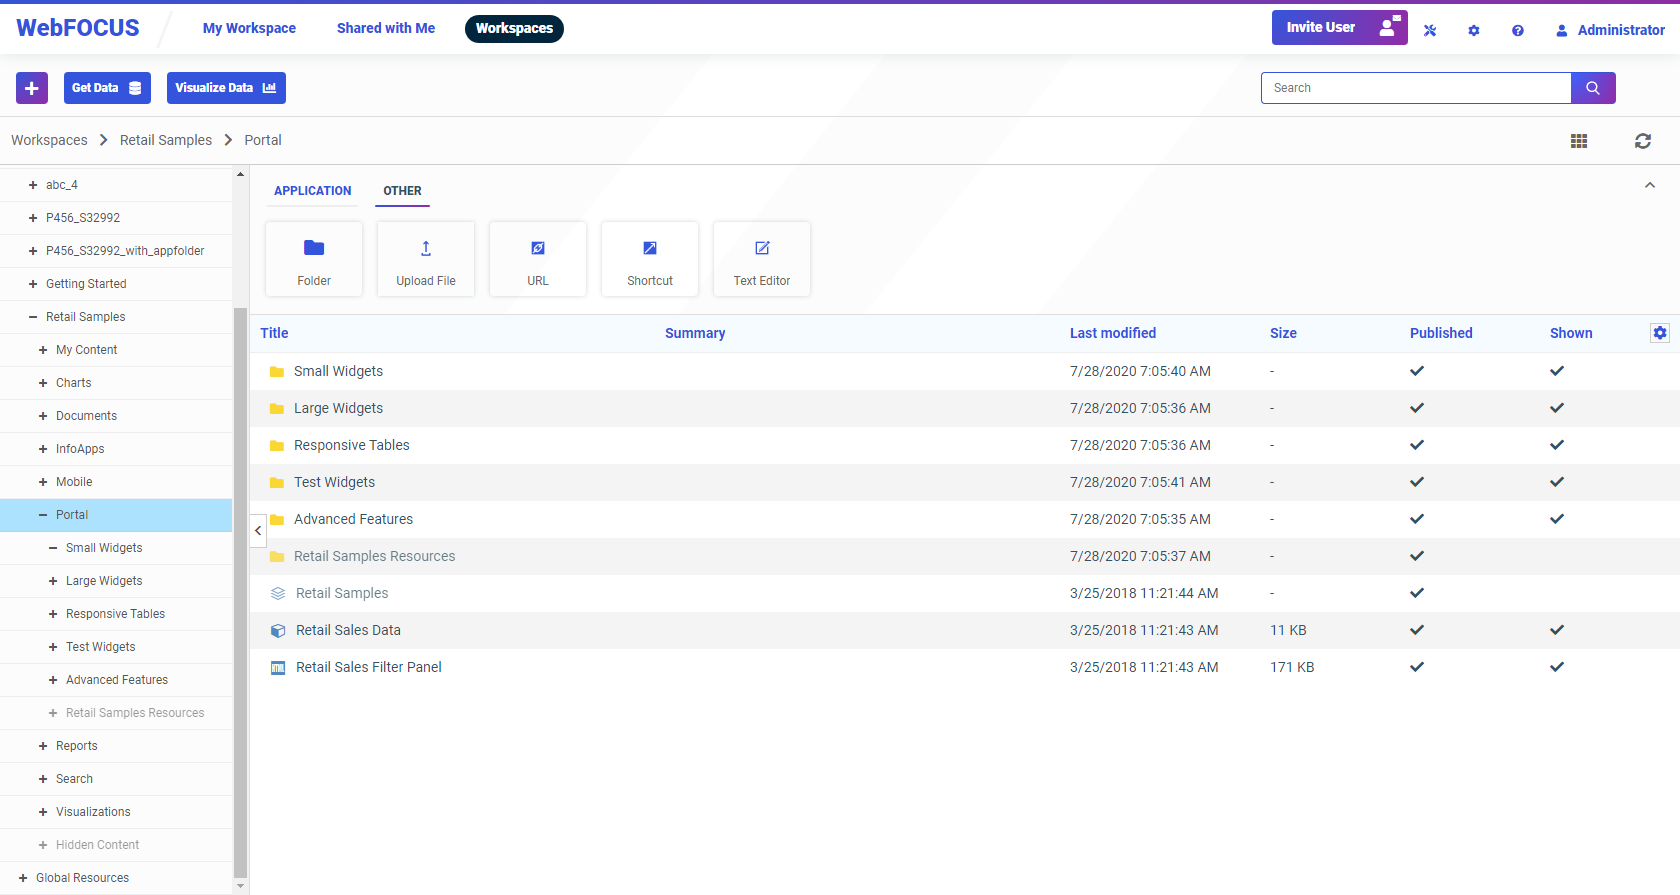 WebFOCUS My Workspace Shared with Me Workspaces Invite User Administrator
Get Data Visualize Data Search
Workspaces Retail Samples Portal
abc_4
P456_S32992
P456_S32992_with_appfolder
Getting Started
Retail Samples
My Content
Charts
Documents
InfoApps
Mobile
Portal
Small Widgets
Large Widgets
Responsive Tables
Test Widgets
Advanced Features
Retail Samples Resources
Reports
Search
Visualizations
Hidden Content
Global Resources
APPLICATION OTHER
Folder Upload File URL Shortcut Text Editor
Title Summary Last modified Size Published Shown
Small Widgets 7/28/2020 7:05:40 AM -
Large Widgets 7/28/2020 7:05:36 AM -
Responsive Tables 7/28/2020 7:05:36 AM -
Test Widgets 7/28/2020 7:05:41 AM -
Advanced Features 7/28/2020 7:05:35 AM -
Retail Samples Resources 7/28/2020 7:05:37 AM -
Retail Samples 3/25/2018 11:21:44 AM -
Retail Sales Data 3/25/2018 11:21:43 AM 11 KB
Retail Sales Filter Panel 3/25/2018 11:21:43 AM 171 KB